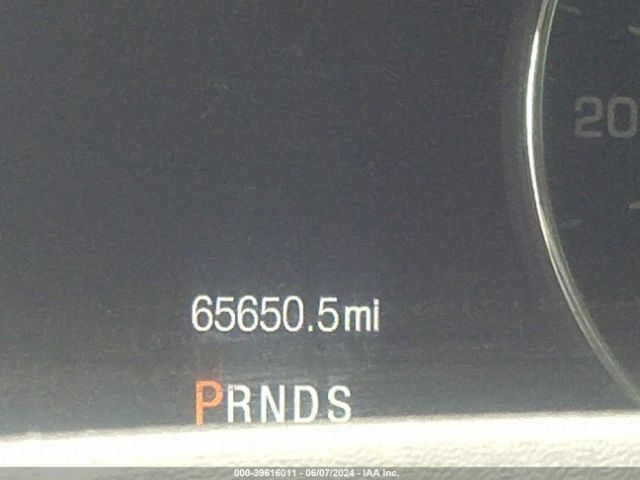 20
65650.5mi
PRNDS
000-39616011 - 06/07/2024 - IAA Inc.